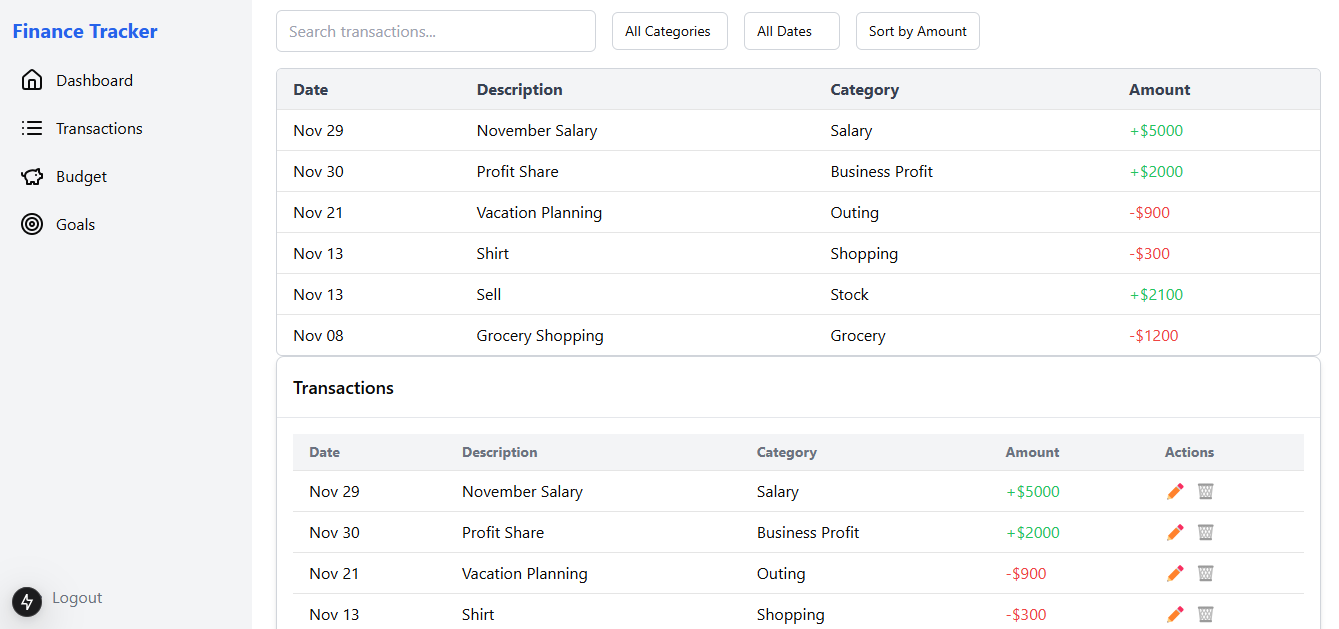 Finance Tracker
Dashboard
Transactions
Budget
Goals
Logout
Search transactions... All Categories All Dates Sort by Amount
Date Description Category Amount
Nov 29 November Salary Salary +$5000
Nov 30 Profit Share Business Profit +$2000
Nov 21 Vacation Planning Outing -$900
Nov 13 Shirt Shopping -$300
Nov 13 Sell Stock +$2100
Nov 08 Grocery Shopping Grocery -$1200
Transactions
Date Description Category Amount Actions
Nov 29 November Salary Salary +$5000
Nov 30 Profit Share Business Profit +$2000
Nov 21 Vacation Planning Outing -$900
Nov 13 Shirt Shopping -$300